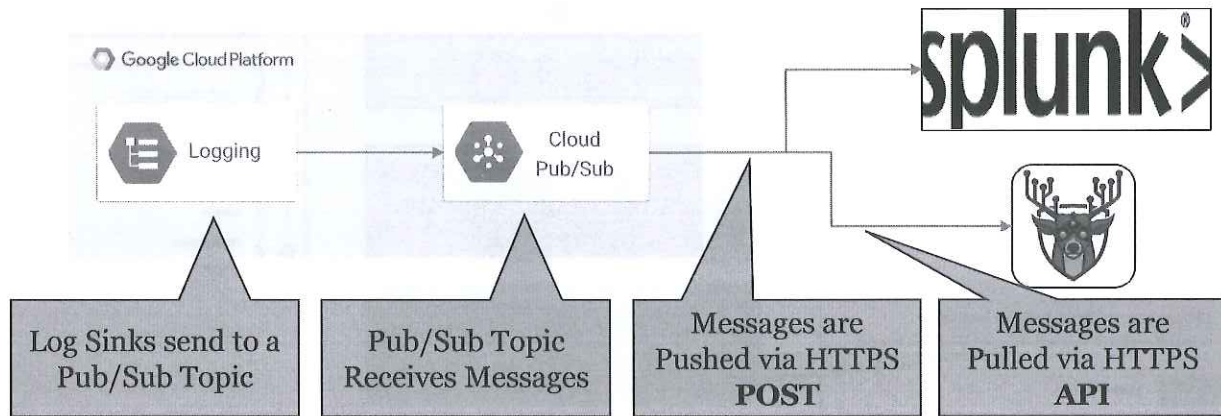 Google Cloud Platform
Logging
Cloud
Pub/Sub
splunk>®
Log Sinks send to a
Pub/Sub Topic
Pub/Sub Topic
Receives Messages
Messages are
Pushed via HTTPS
POST
Messages are
Pulled via HTTPS
API